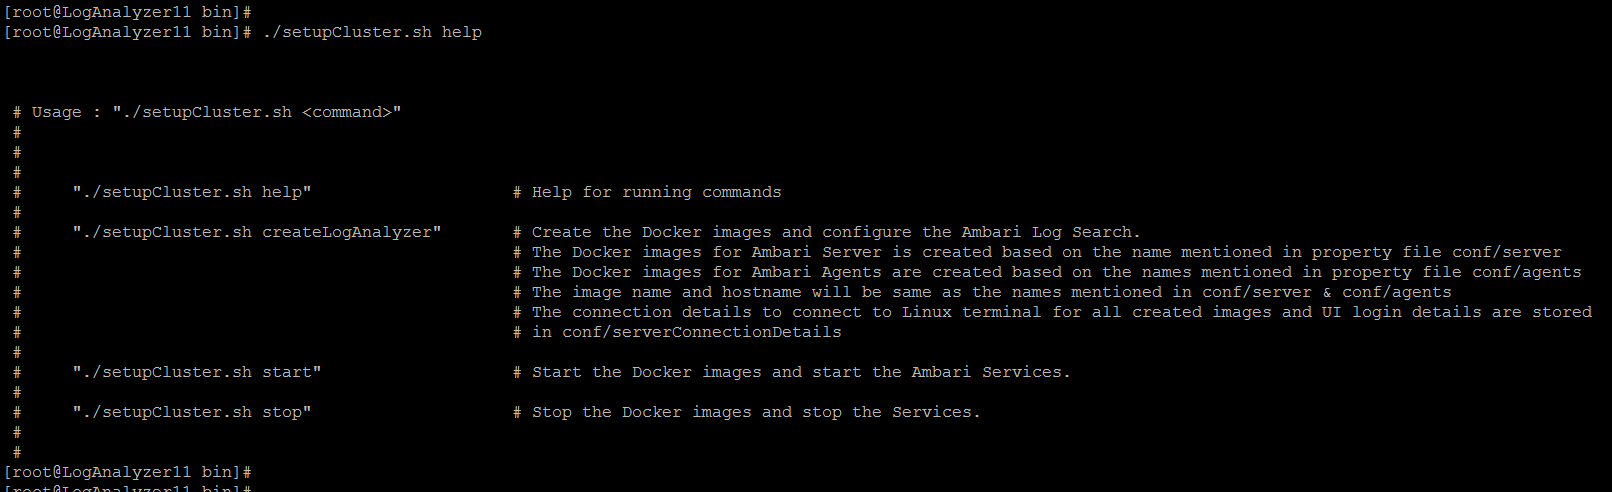 [root@LogAnalyzer11 bin]#
[root@LogAnalyzer11 bin]# ./setupCluster.sh help
# Usage : "./setupCluster.sh <command>"
#
#
#
# "./setupCluster.sh help" # Help for running commands
#
# "./setupCluster.sh createLogAnalyzer" # Create the Docker images and configure the Ambari Log Search.
# # The Docker images for Ambari Server is created based on the name mentioned in property file conf/server
# # The Docker images for Ambari Agents are created based on the names mentioned in property file conf/agents
# # The image name and hostname will be same as the names mentioned in conf/server & conf/agents
# # The connection details to connect to Linux terminal for all created images and UI login details are stored
# # in conf/serverConnectionDetails
#
# "./setupCluster.sh start" # Start the Docker images and start the Ambari Services.
#
# "./setupCluster.sh stop" # Stop the Docker images and stop the Services.
#
#
[root@LogAnalyzer11 bin]#
[root@LogAnalyzer11 bin]#